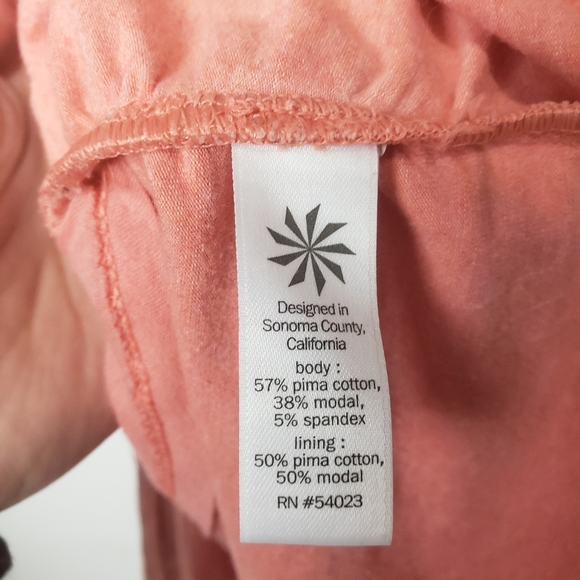 Designed in
Sonoma County,
California
body :
57% pima cotton,
38% modal,
5% spandex
lining :
50% pima cotton,
50% modal
RN #54023